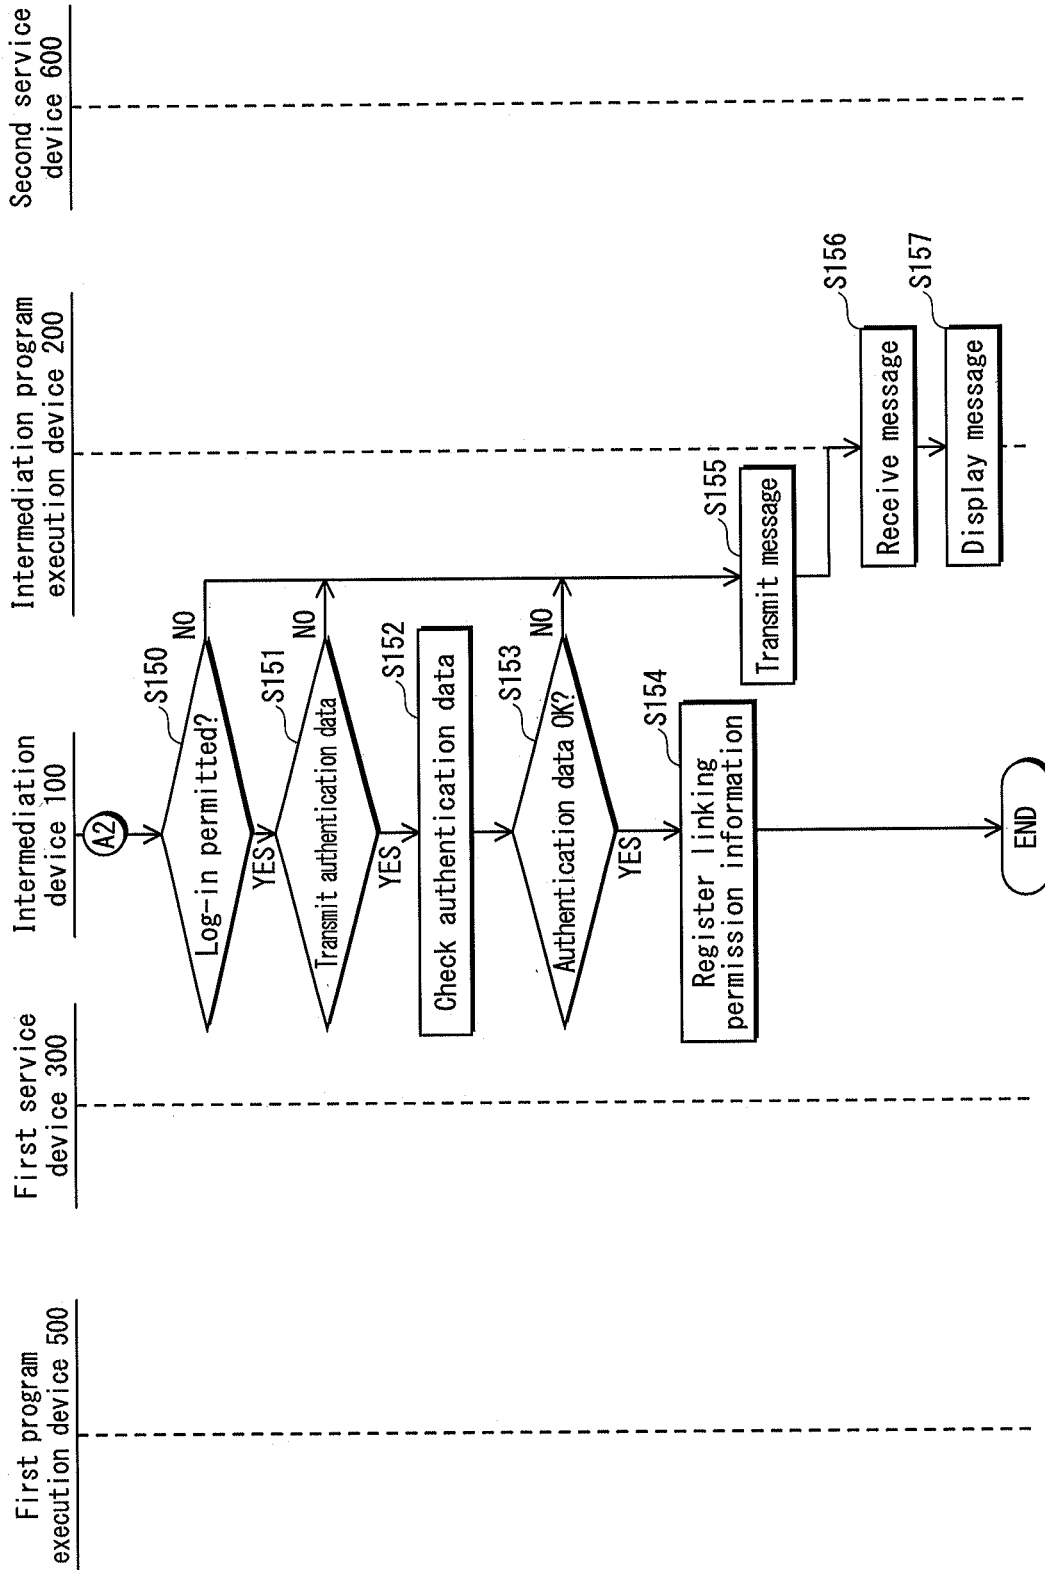 First program
execution device 500
First service
device 300
Intermediation
device 100
Intermediation program
execution device 200
Second service
device 600
A2
S150
Log-in permitted?
NO
YES
S151
Transmit authentication data
NO
YES
S152
Check authentication data
S153
Authentication data OK?
NO
YES
S154
Register linking
permission information
S155
Transmit message
S156
Receive message
S157
Display message
END